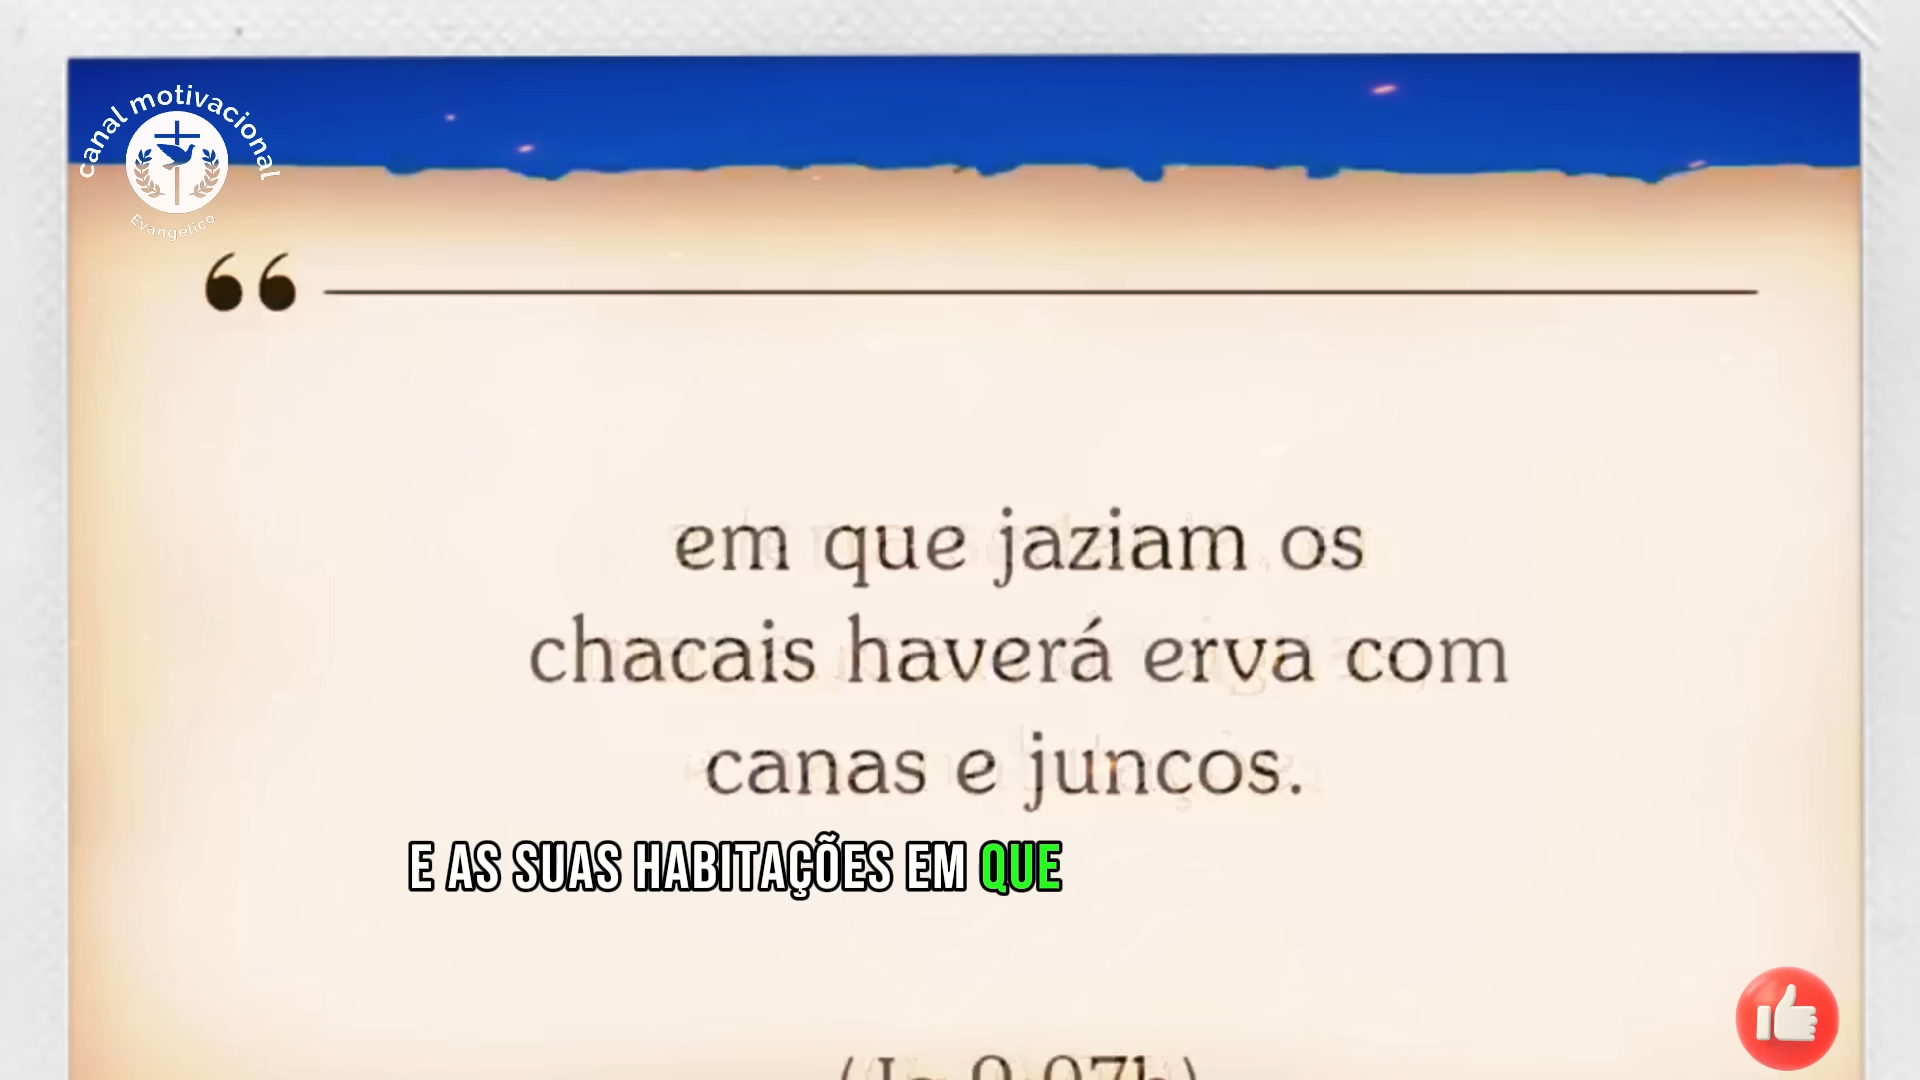 canal motivacional
Evangélico
em que jaziam os
chacais haverá erva com
canas e juncos.
E AS SUAS HABITAÇÕES EM QUE